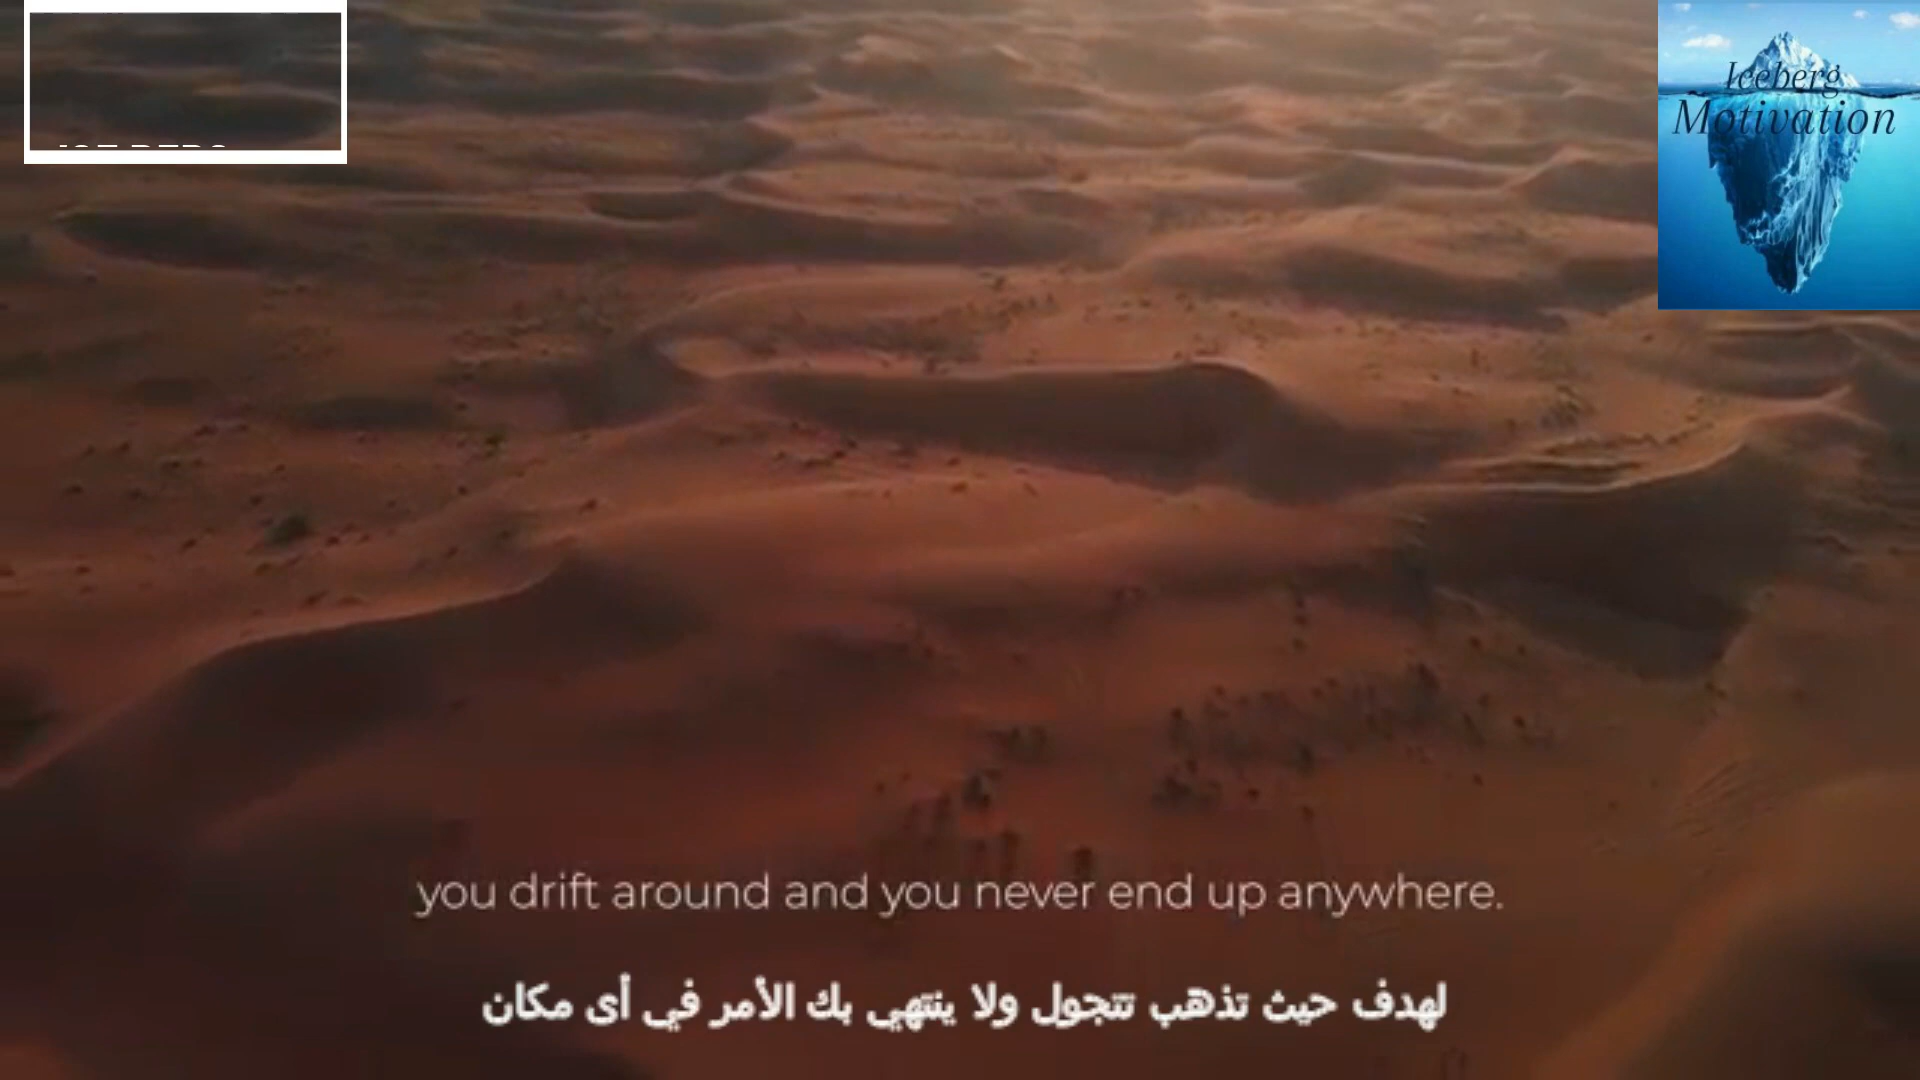 Iceberg
Motivation
you drift around and you never end up anywhere.
لهدف حيث تذهب تتجول ولا ينتهي بك الأمر في أى مكان